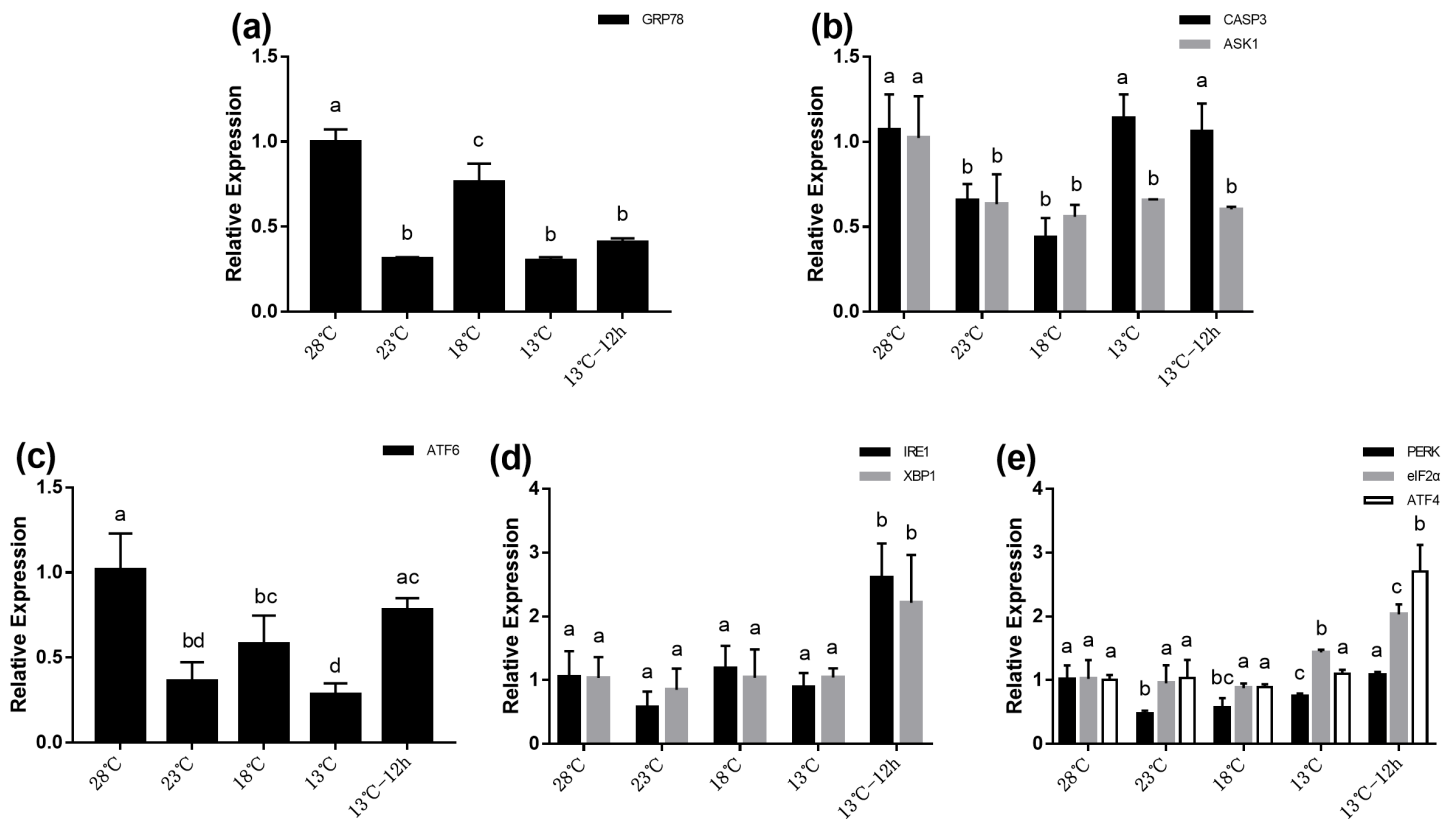 (a)
GRP78
Relative Expression
1.5
1.0
0.5
0.0
a
b
c
b
b
28℃
23℃
18℃
13℃
13℃-12h
(b)
CASP3
ASK1
Relative Expression
1.5
1.0
0.5
0.0
a a
b b
b b
a b
a b
28℃
23℃
18℃
13℃
13℃-12h
(c)
ATF6
Relative Expression
1.5
1.0
0.5
0.0
a
bd
bc
d
ac
28℃
23℃
18℃
13℃
13℃-12h
(d)
IRE1
XBP1
Relative Expression
4
3
2
1
0
a a
a a
a a
a a
b b
28℃
23℃
18℃
13℃
13℃-12h
(e)
PERK
eIF2α
ATF4
Relative Expression
4
3
2
1
0
a a a
b a a
bc a a
c b a
a c b
28℃
23℃
18℃
13℃
13℃-12h